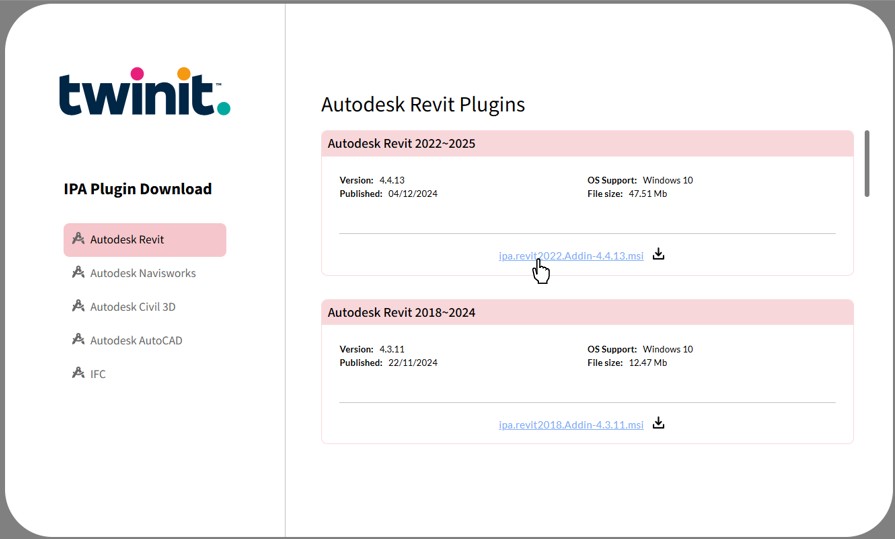 twinit.™
IPA Plugin Download
Autodesk Revit
Autodesk Navisworks
Autodesk Civil 3D
Autodesk AutoCAD
IFC
Autodesk Revit Plugins
Autodesk Revit 2022~2025
Version: 4.4.13
Published: 04/12/2024
OS Support: Windows 10
File size: 47.51 Mb
ipa.revit2022.Addin-4.4.13.msi
Autodesk Revit 2018~2024
Version: 4.3.11
Published: 22/11/2024
OS Support: Windows 10
File size: 12.47 Mb
ipa.revit2018.Addin-4.3.11.msi